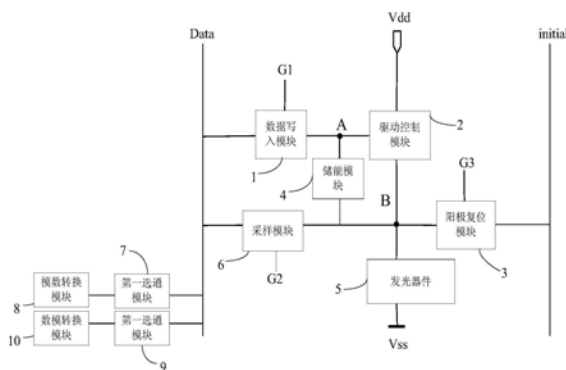 Vdd
Data
initial
G1
数据写
入模块
A
驱动控制
模块
2
1
储能模
块
4
G3
B
阳极复位
模块
3
采样模块
6
G2
7
模数转换
模块
第一选通
模块
8
5
发光器件
数模转换
模块
第一选通
模块
10
9
Vss